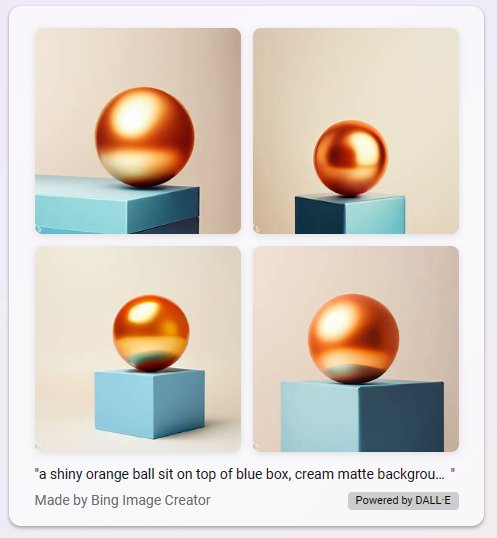 "a shiny orange ball sit on top of blue box, cream matte backgrou... "
Made by Bing Image Creator
Powered by DALL·E